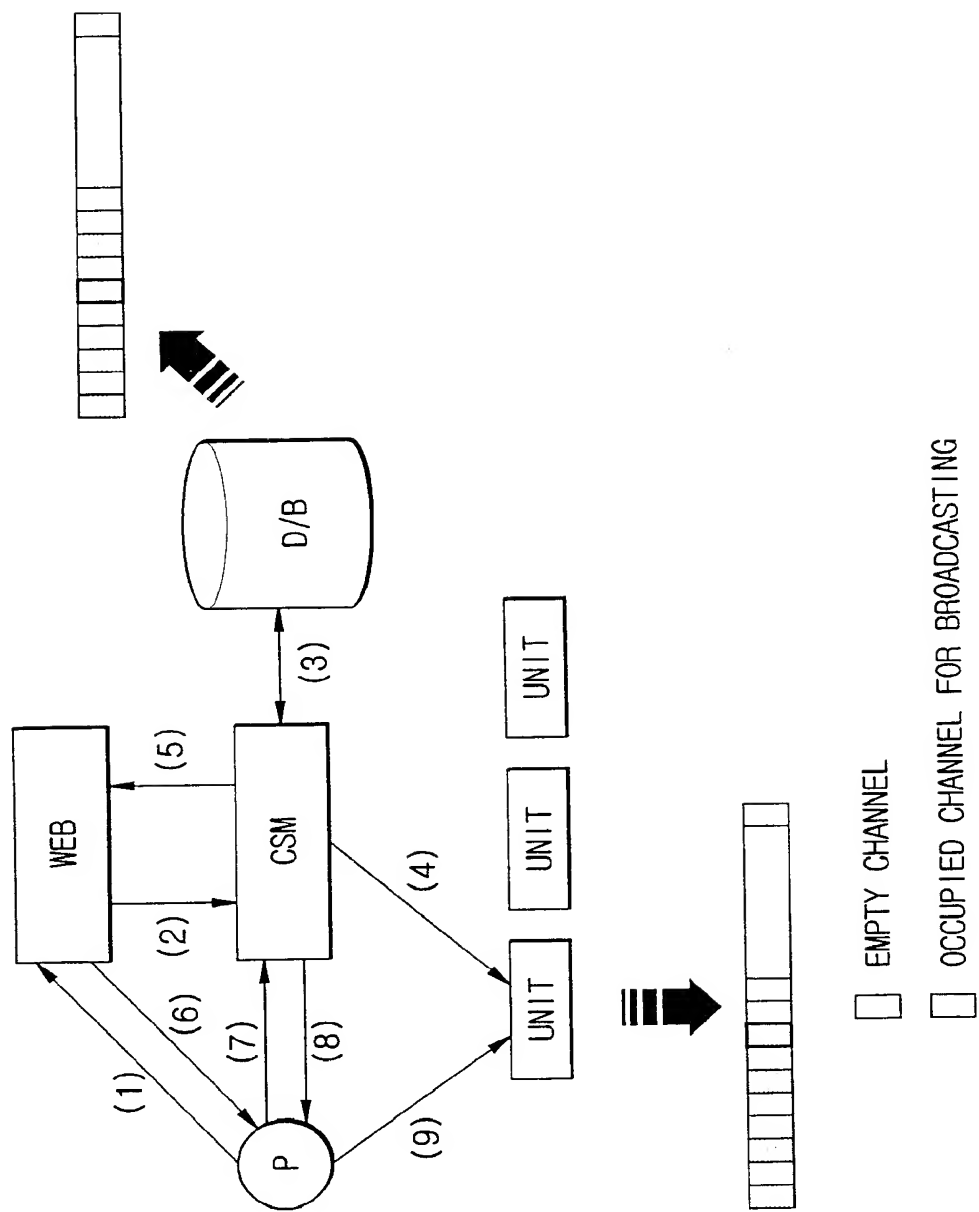 WEB
(1)
(6)
(2)
(5)
P
(7)
(8)
CSM
(3)
D/B
(9)
(4)
UNIT
UNIT
UNIT
EMPTY CHANNEL
OCCUPIED CHANNEL FOR BROADCASTING